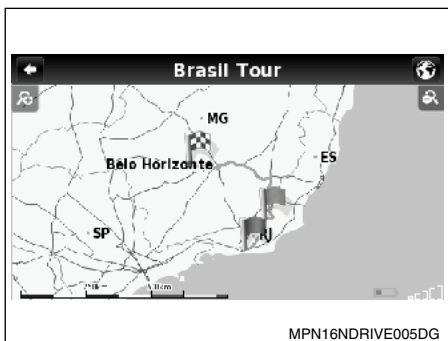 Brasil Tour
MG
Belo Horizonte
ES
SP
RJ
MPN16NDRIVE005DG